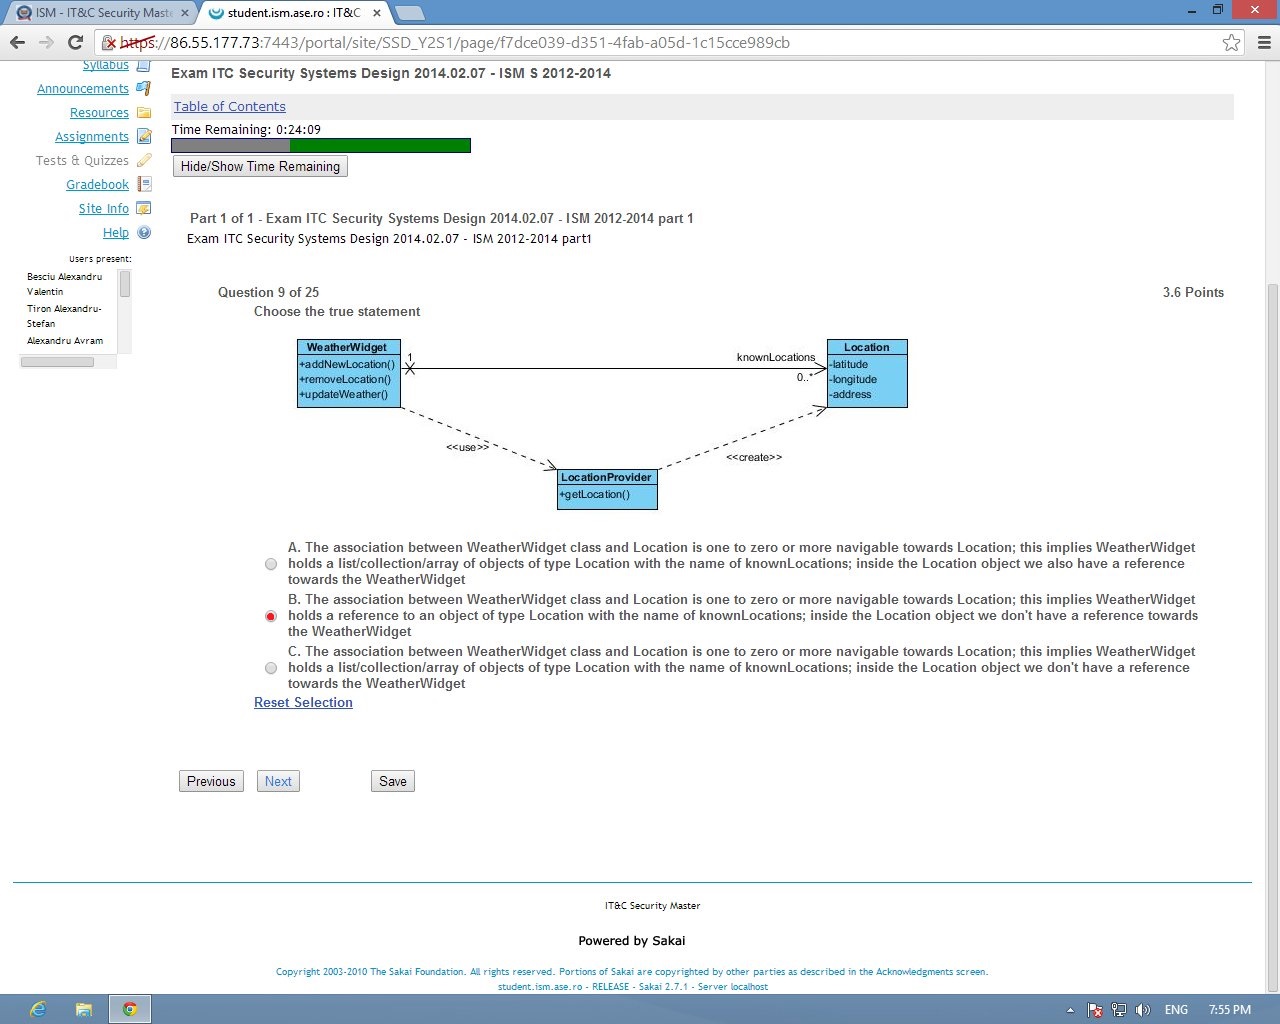 ISM - IT&C Security Maste
student.ism.ase.ro : IT&C
https://86.55.177.73:7443/portal/site/SSD_Y2S1/page/f7dce039-d351-4fab-a05d-1c15cce989cb
Syllabus
Announcements
Resources
Assignments
Tests & Quizzes
Gradebook
Site Info
Help
Users present:
Besciu Alexandru
Valentin
Tiron Alexandru-
Stefan
Alexandru Avram
Exam ITC Security Systems Design 2014.02.07 - ISM S 2012-2014
Table of Contents
Time Remaining: 0:24:09
Hide/Show Time Remaining
Part 1 of 1 - Exam ITC Security Systems Design 2014.02.07 - ISM 2012-2014 part 1
Exam ITC Security Systems Design 2014.02.07 - ISM 2012-2014 part1
Question 9 of 25 3.6 Points
Choose the true statement
WeatherWidget
+addNewLocation()
+removeLocation()
+updateWeather()
1
knownLocations
0..*
Location
-latitude
-longitude
-address
<<use>>
<<create>>
LocationProvider
+getLocation()
A. The association between WeatherWidget class and Location is one to zero or more navigable towards Location; this implies WeatherWidget
holds a list/collection/array of objects of type Location with the name of knownLocations; inside the Location object we also have a reference
towards the WeatherWidget
B. The association between WeatherWidget class and Location is one to zero or more navigable towards Location; this implies WeatherWidget
holds a reference to an object of type Location with the name of knownLocations; inside the Location object we don't have a reference towards
the WeatherWidget
C. The association between WeatherWidget class and Location is one to zero or more navigable towards Location; this implies WeatherWidget
holds a list/collection/array of objects of type Location with the name of knownLocations; inside the Location object we don't have a reference
towards the WeatherWidget
Reset Selection
Previous
Next
Save
IT&C Security Master
Powered by Sakai
Copyright 2003-2010 The Sakai Foundation. All rights reserved. Portions of Sakai are copyrighted by other parties as described in the Acknowledgments screen.
student.ism.ase.ro - RELEASE - Sakai 2.7.1 - Server localhost
ENG
7:55 PM